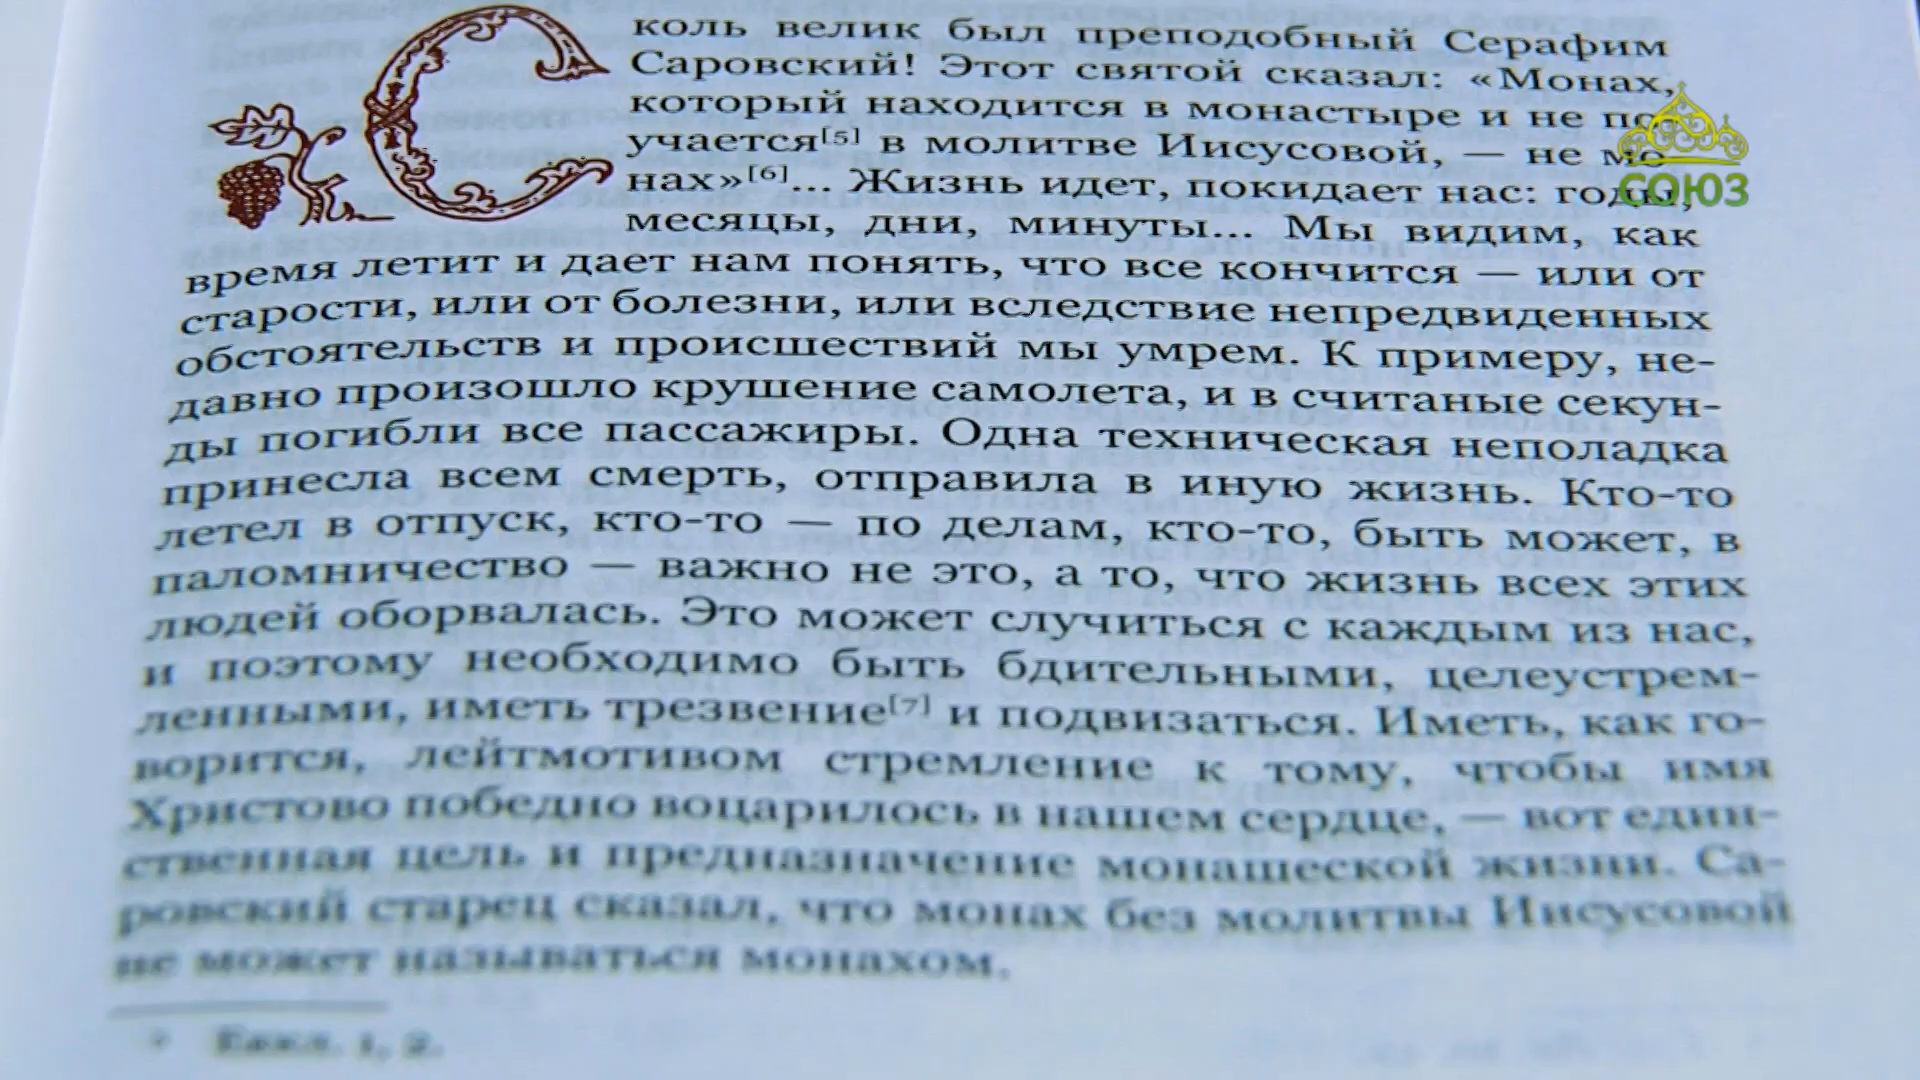 Сколь велик был преподобный Серафим
Саровский! Этот святой сказал: «Монах,
который находится в монастыре и не по-
учается[5] в молитве Иисусовой, — не мо-
нах»[6]... Жизнь идет, покидает нас: годы,
месяцы, дни, минуты... Мы видим, как
время летит и дает нам понять, что все кончится — или от
старости, или от болезни, или вследствие непредвиденных
обстоятельств и происшествий мы умрем. К примеру, не-
давно произошло крушение самолета, и в считаные секун-
ды погибли все пассажиры. Одна техническая неполадка
принесла всем смерть, отправила в иную жизнь. Кто-то
летел в отпуск, кто-то — по делам, кто-то, быть может, в
паломничество — важно не это, а то, что жизнь всех этих
людей оборвалась. Это может случиться с каждым из нас,
и поэтому необходимо быть бдительными, целеустрем-
ленными, иметь трезвение[7] и подвизаться. Иметь, как го-
ворится, лейтмотивом стремление к тому, чтобы имя
Христово победно воцарилось в нашем сердце, — вот един-
ственная цель и предназначение монашеской жизни. Са-
ровский старец сказал, что монах без молитвы Иисусовой
не может называться монахом.
Еккл. 1, 2.
СОЮЗ